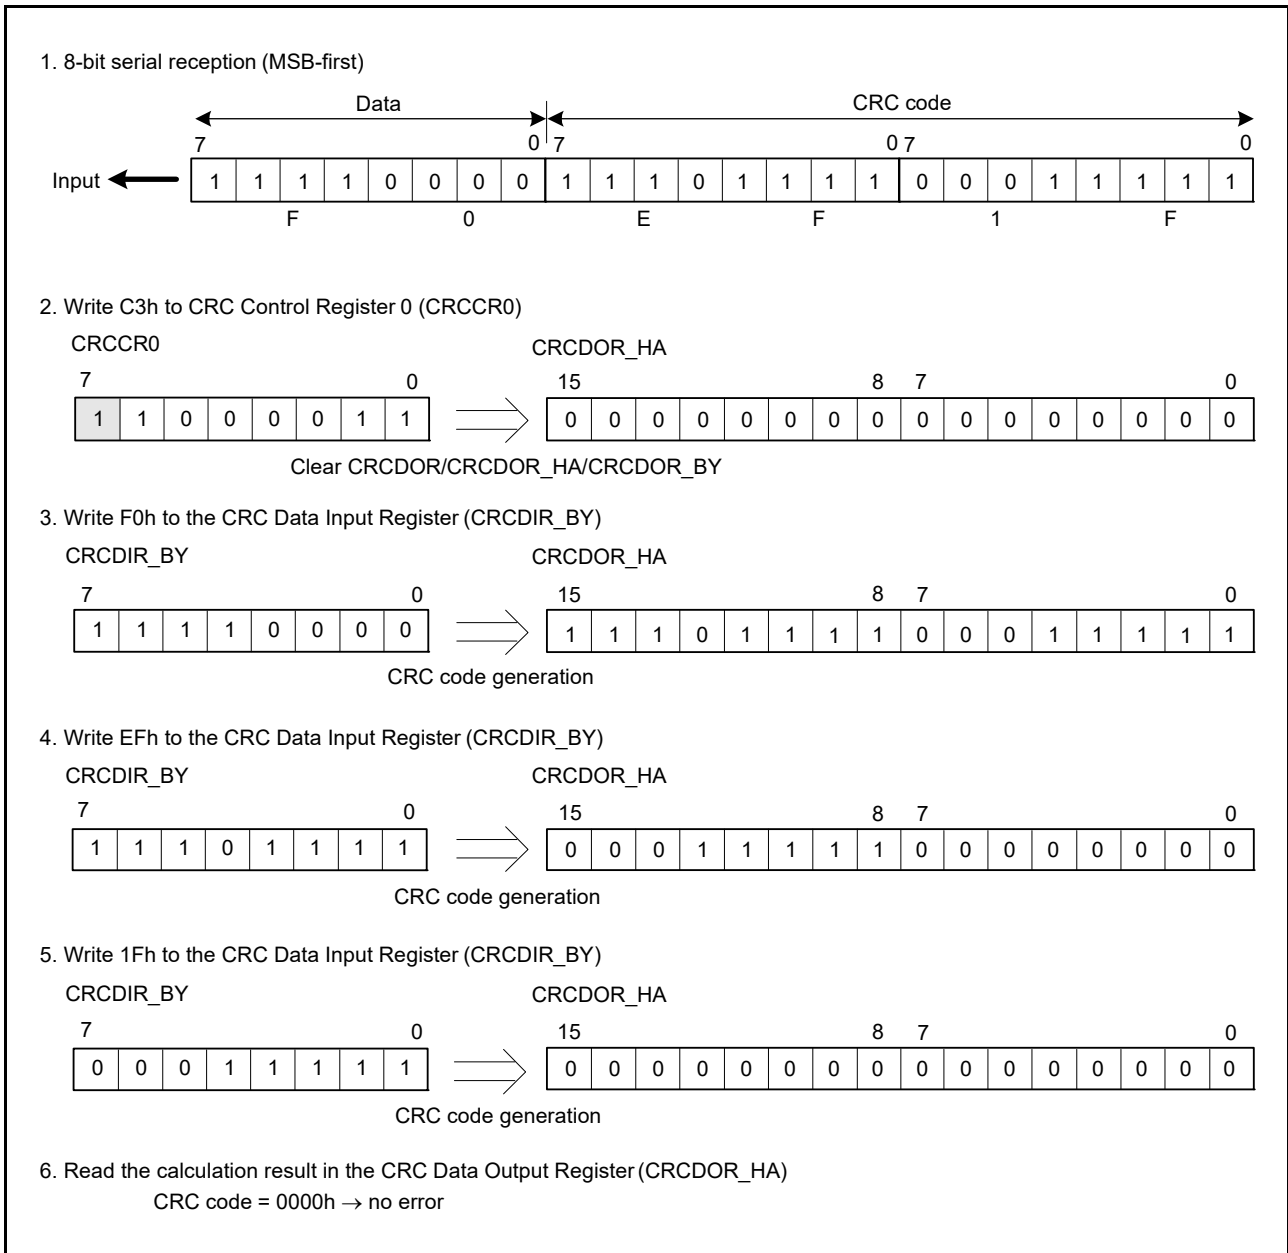 1. 8-bit serial reception (MSB-first)
Data CRC code
7 0 7 0 7 0
Input 1 1 1 1 0 0 0 0 1 1 1 0 1 1 1 1 0 0 0 1 1 1 1 1
F 0 E F 1 F
2. Write C3h to CRC Control Register 0 (CRCCR0)
CRCCR0 CRCDOR_HA
7 0 15 8 7 0
1 1 0 0 0 0 1 1 0 0 0 0 0 0 0 0 0 0 0 0 0 0 0 0
Clear CRCDOR/CRCDOR_HA/CRCDOR_BY
3. Write F0h to the CRC Data Input Register (CRCDIR_BY)
CRCDIR_BY CRCDOR_HA
7 0 15 8 7 0
1 1 1 1 0 0 0 0 1 1 1 0 1 1 1 1 0 0 0 1 1 1 1 1
CRC code generation
4. Write EFh to the CRC Data Input Register (CRCDIR_BY)
CRCDIR_BY CRCDOR_HA
7 0 15 8 7 0
1 1 1 0 1 1 1 1 0 0 0 1 1 1 1 1 0 0 0 0 0 0 0 0
CRC code generation
5. Write 1Fh to the CRC Data Input Register (CRCDIR_BY)
CRCDIR_BY CRCDOR_HA
7 0 15 8 7 0
0 0 0 1 1 1 1 1 0 0 0 0 0 0 0 0 0 0 0 0 0 0 0 0
CRC code generation
6. Read the calculation result in the CRC Data Output Register (CRCDOR_HA)
CRC code = 0000h → no error